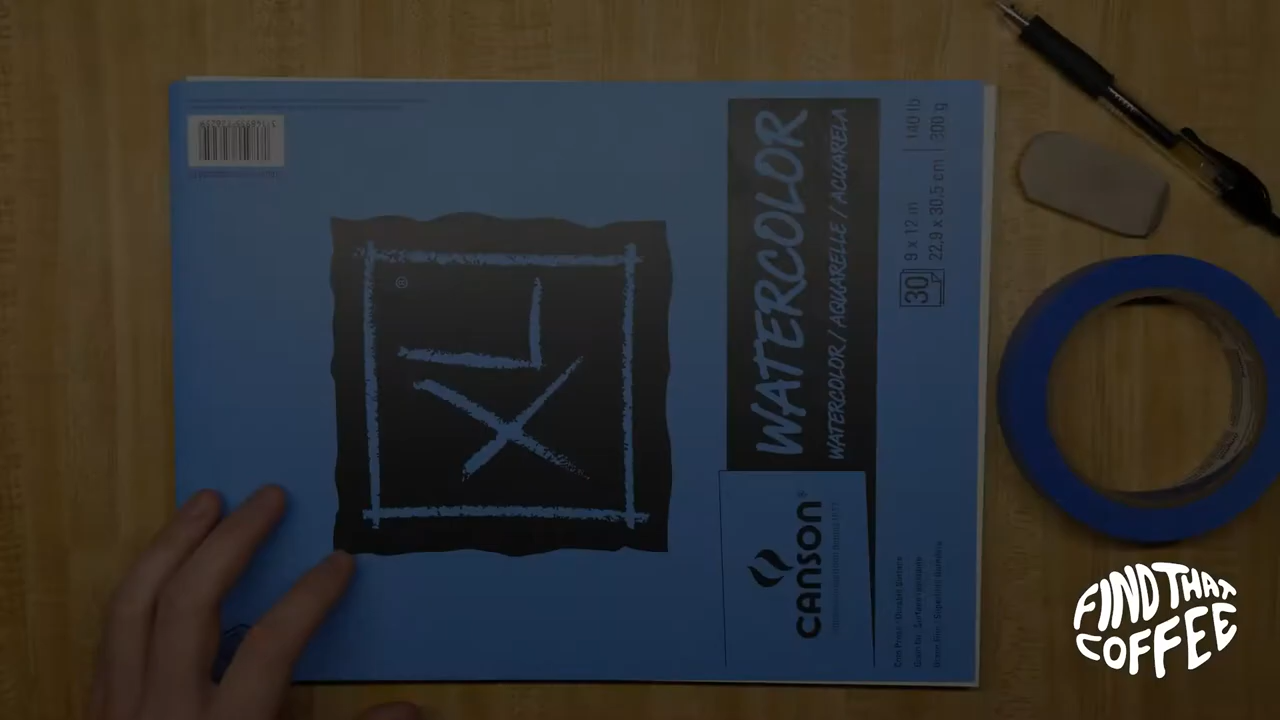 XL
®
WATERCOLOR
WATERCOLOR / AQUARELLE / ACUARELA
140 lb
300 g
9 x 12 in
22,9 x 30,5 cm
30
CANSON®
FIND THAT
COFFEE